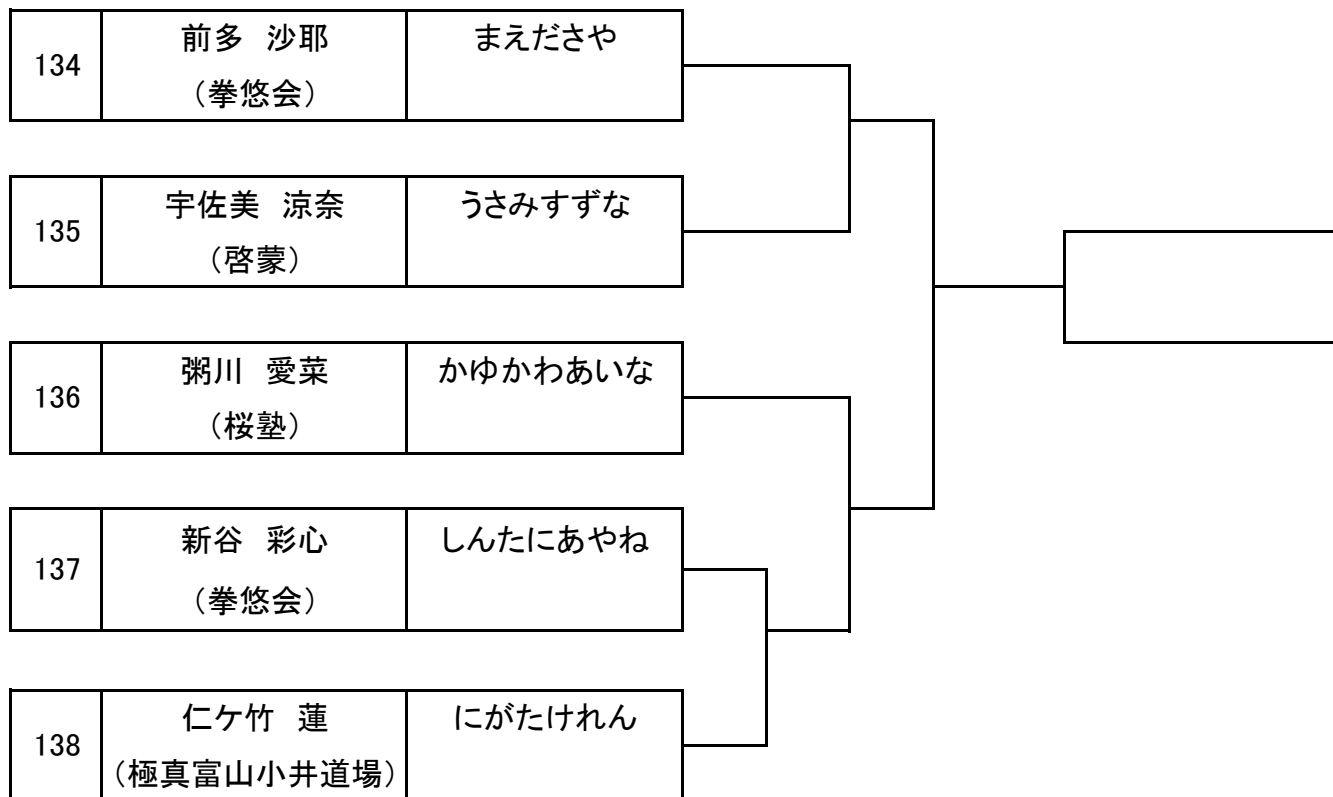 134
前多　沙耶
（拳悠会）
まえださや
135
宇佐美　涼奈
（啓蒙）
うさみすずな
136
粥川　愛菜
（桜塾）
かゆかわあいな
137
新谷　彩心
（拳悠会）
しんたにあやね
138
仁ケ竹　蓮
（極真富山小井道場）
にがたけれん